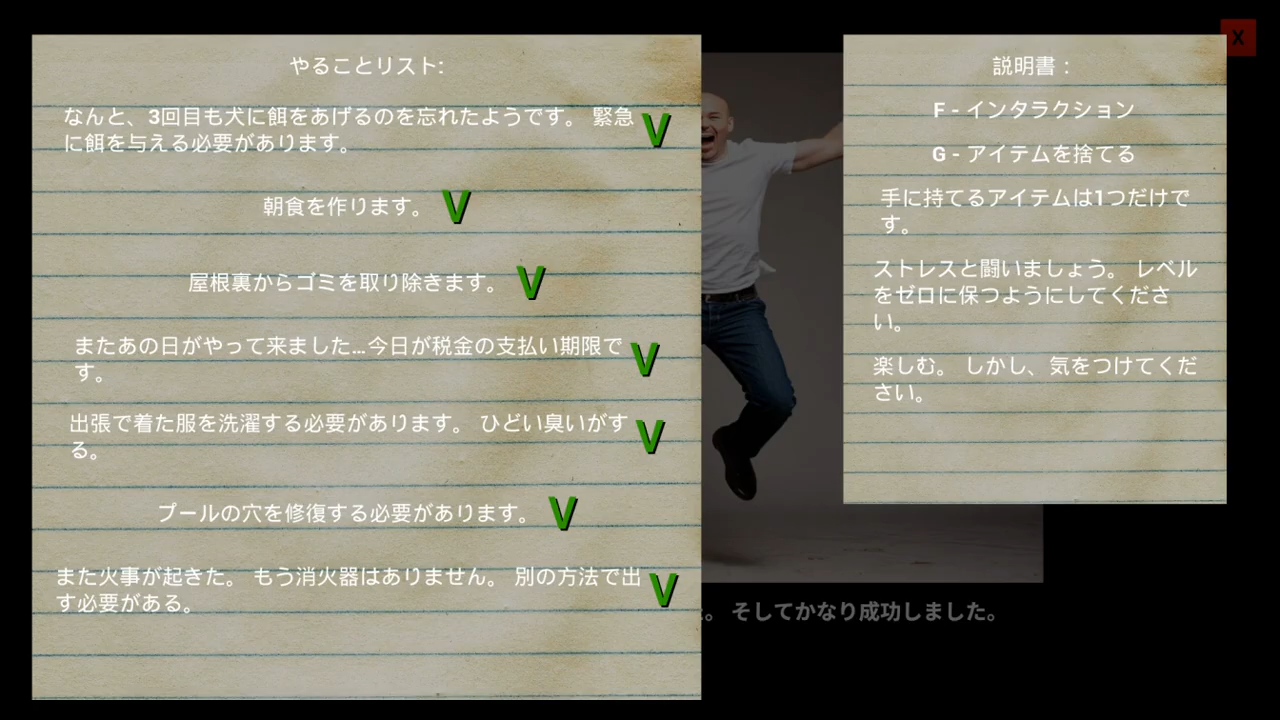 やることリスト:
なんと、3回目も犬に餌をあげるのを忘れたようです。 緊急
に餌を与える必要があります。
V
朝食を作ります。
V
屋根裏からゴミを取り除きます。
V
またあの日がやって来ました...今日が税金の支払い期限で
す。
V
出張で着た服を洗濯する必要があります。 ひどい臭いがす
る。
V
プールの穴を修復する必要があります。
V
また火事が起きた。 もう消火器はありません。 別の方法で出
す必要がある。
V
説明書：
F - インタラクション
G - アイテムを捨てる
手に持てるアイテムは1つだけで
す。
ストレスと闘いましょう。 レベル
をゼロに保つようにしてくださ
い。
楽しむ。 しかし、気をつけてくだ
さい。
X
。 そしてかなり成功しました。